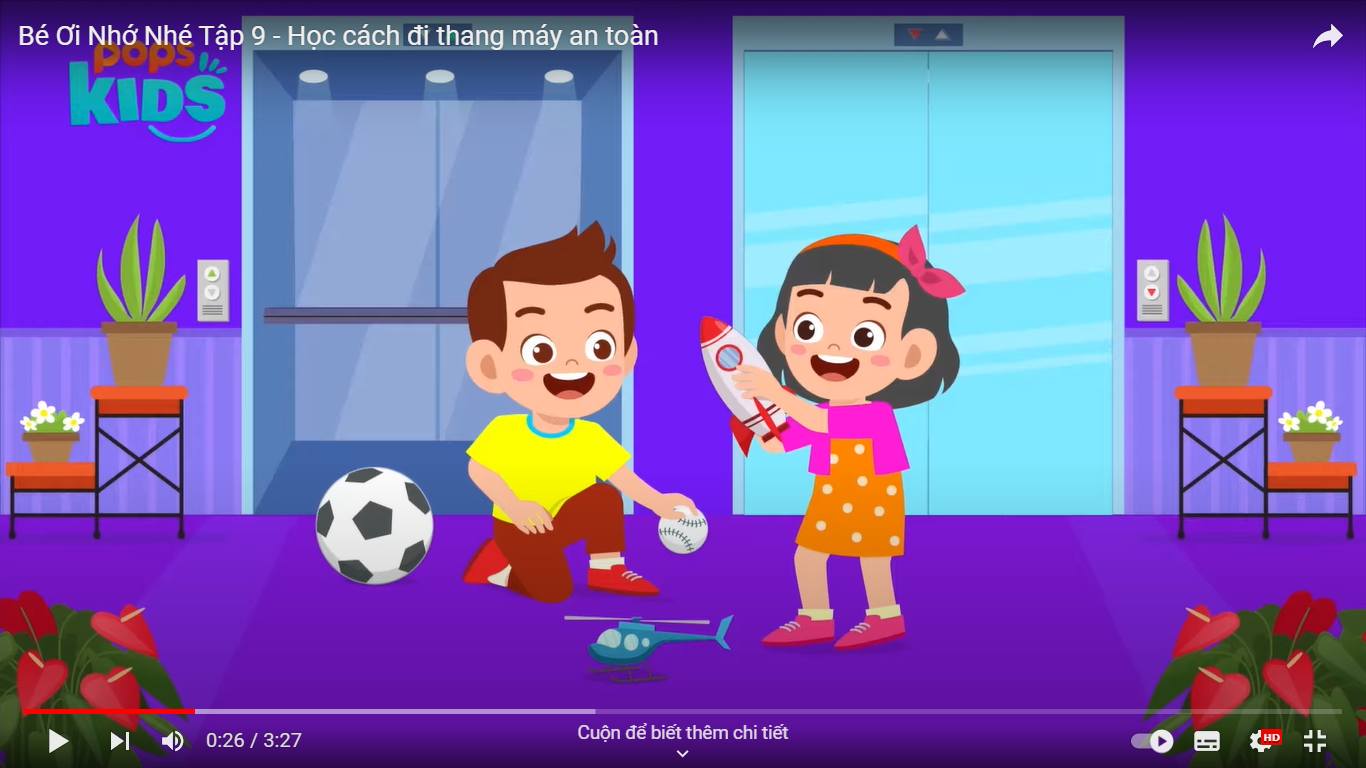 Bé Ơi Nhớ Nhé Tập 9 - Học cách đi thang máy an toàn
pops
KIDS
Cuộn để biết thêm chi tiết
0:26 / 3:27
HD